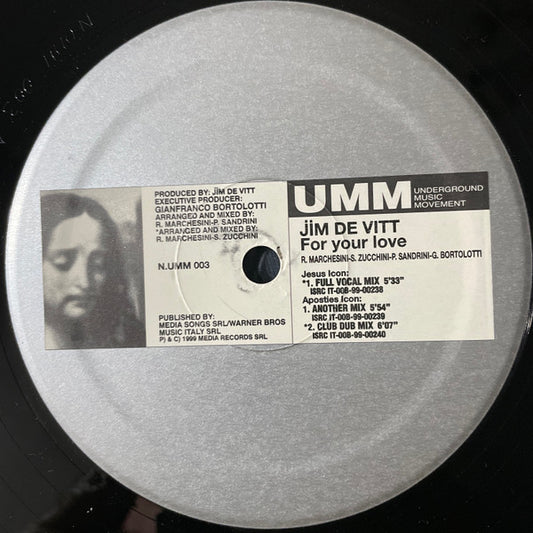 PRODUCED BY: JiM DE VITT
EXECUTIVE PRODUCER:
GIANFRANCO BORTOLOTTI
ARRANGED AND MIXED BY:
R. MARCHESINI-P. SANDRINI
*ARRANGED AND MIXED BY:
R. MARCHESINI-S. ZUCCHINI
N.UMM 003
PUBLISHED BY:
MEDIA SONGS SRL/WARNER BROS
MUSIC ITALY SRL
P) & C) 1999 MEDIA RECORDS SRL
UMM
UNDERGROUND
MUSIC
MOVEMENT
JiM DE VITT
For your love
R. MARCHESINI-S. ZUCCHINI-P. SANDRINI-G. BORTOLOTTI
Jesus Icon:
*1. FULL VOCAL MIX 5'33"
ISRC IT-00B-99-00238
Aposties Icon:
1. ANOTHER MIX 5'54"
ISRC IT-00B-99-00239
*2. CLUB DUB MIX 6'07"
ISRC IT-00B-99-00240